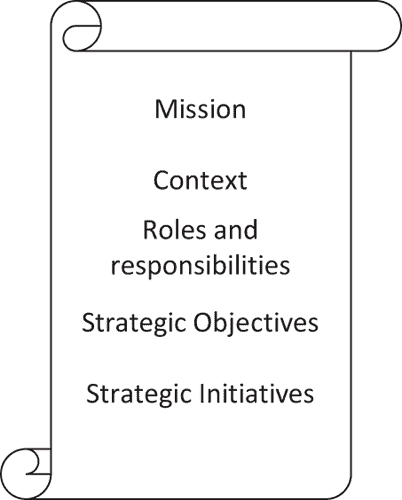 Mission
Context
Roles and
responsibilities
Strategic Objectives
Strategic Initiatives